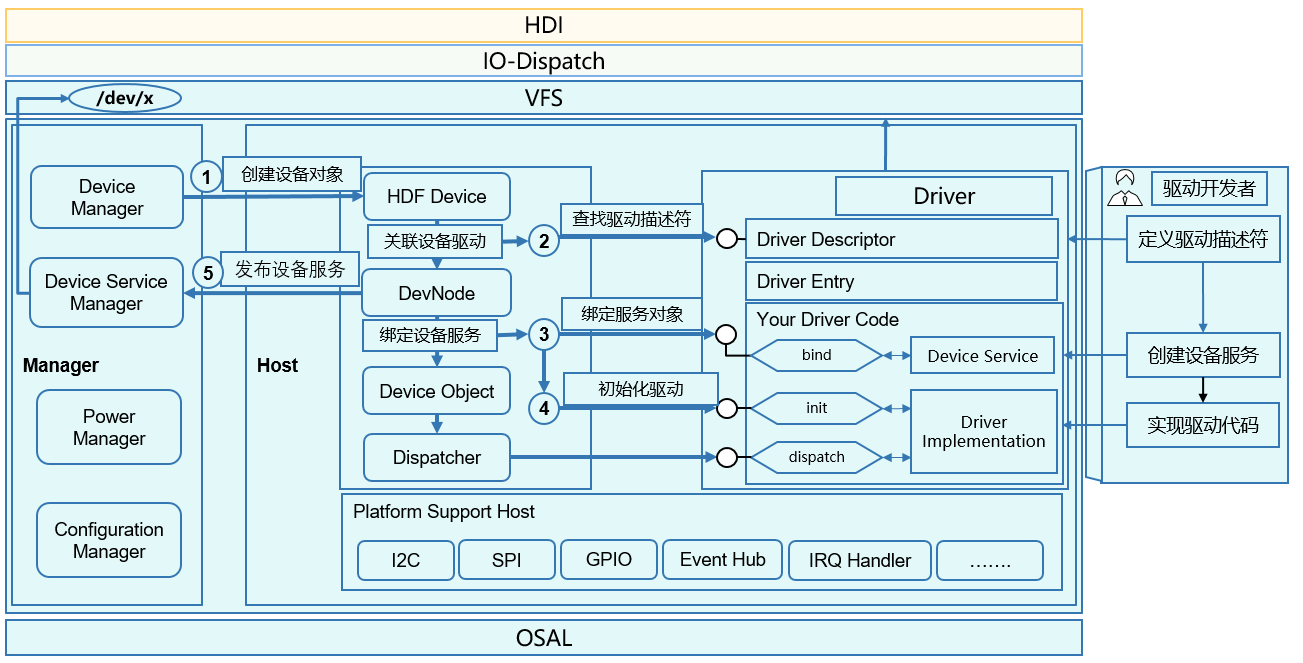 HDI
IO-Dispatch
VFS
/dev/x
Device
Manager
1
创建设备对象
HDF Device
关联设备驱动
2
查找驱动描述符
Driver
Driver Descriptor
Driver Entry
Device Service
Manager
5
发布设备服务
DevNode
绑定设备服务
3
绑定服务对象
Your Driver Code
bind
Device Service
Manager
Host
Device Object
4
初始化驱动
init
Driver
Implementation
Dispatcher
dispatch
Power
Manager
Configuration
Manager
Platform Support Host
I2C
SPI
GPIO
Event Hub
IRQ Handler
.......
驱动开发者
定义驱动描述符
创建设备服务
实现驱动代码
OSAL